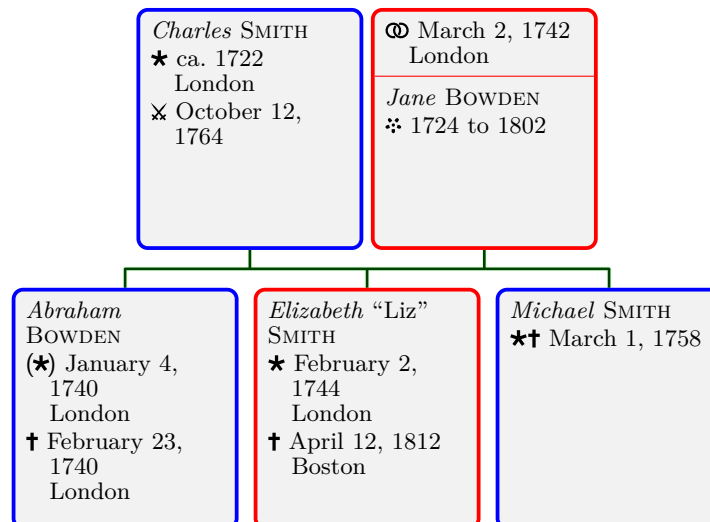 Charles SMITH
★ ca. 1722
London
⚔ October 12,
1764
⚭ March 2, 1742
London
Jane BOWDEN
⁘ 1724 to 1802
Abraham
BOWDEN
(★) January 4,
1740
London
† February 23,
1740
London
Elizabeth “Liz”
SMITH
★ February 2,
1744
London
† April 12, 1812
Boston
Michael SMITH
★† March 1, 1758